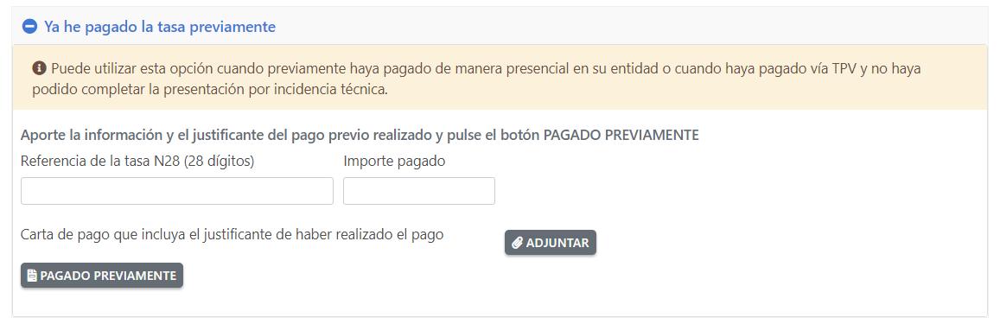 Ya he pagado la tasa previamente
Puede utilizar esta opción cuando previamente haya pagado de manera presencial en su entidad o cuando haya pagado vía TPV y no haya
podido completar la presentación por incidencia técnica.
Aporte la información y el justificante del pago previo realizado y pulse el botón PAGADO PREVIAMENTE
Referencia de la tasa N28 (28 dígitos) Importe pagado
Carta de pago que incluya el justificante de haber realizado el pago ADJUNTAR
PAGADO PREVIAMENTE